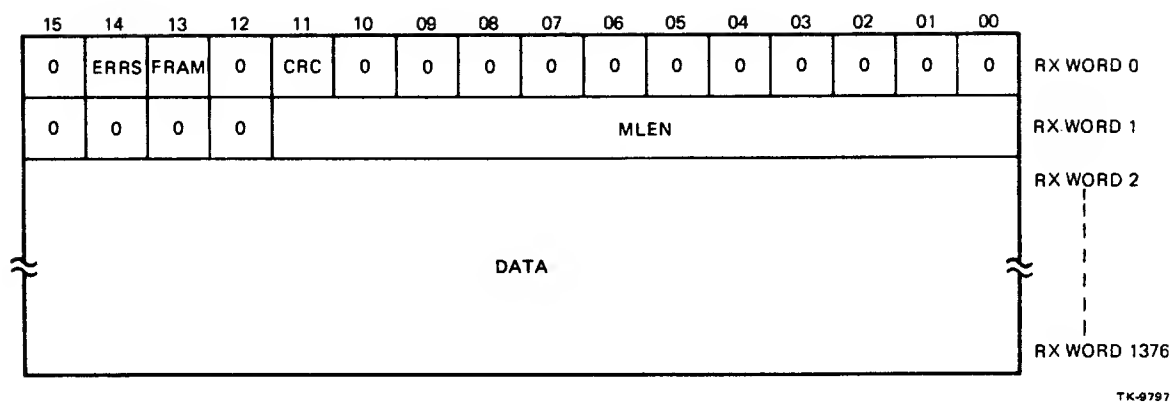 15 14 13 12 11 10 09 08 07 06 05 04 03 02 01 00
0 ERRS FRAM 0 CRC 0 0 0 0 0 0 0 0 0 0 0 RX WORD 0
0 0 0 0 MLEN RX WORD 1
RX WORD 2
DATA
RX WORD 1376
TK-9797